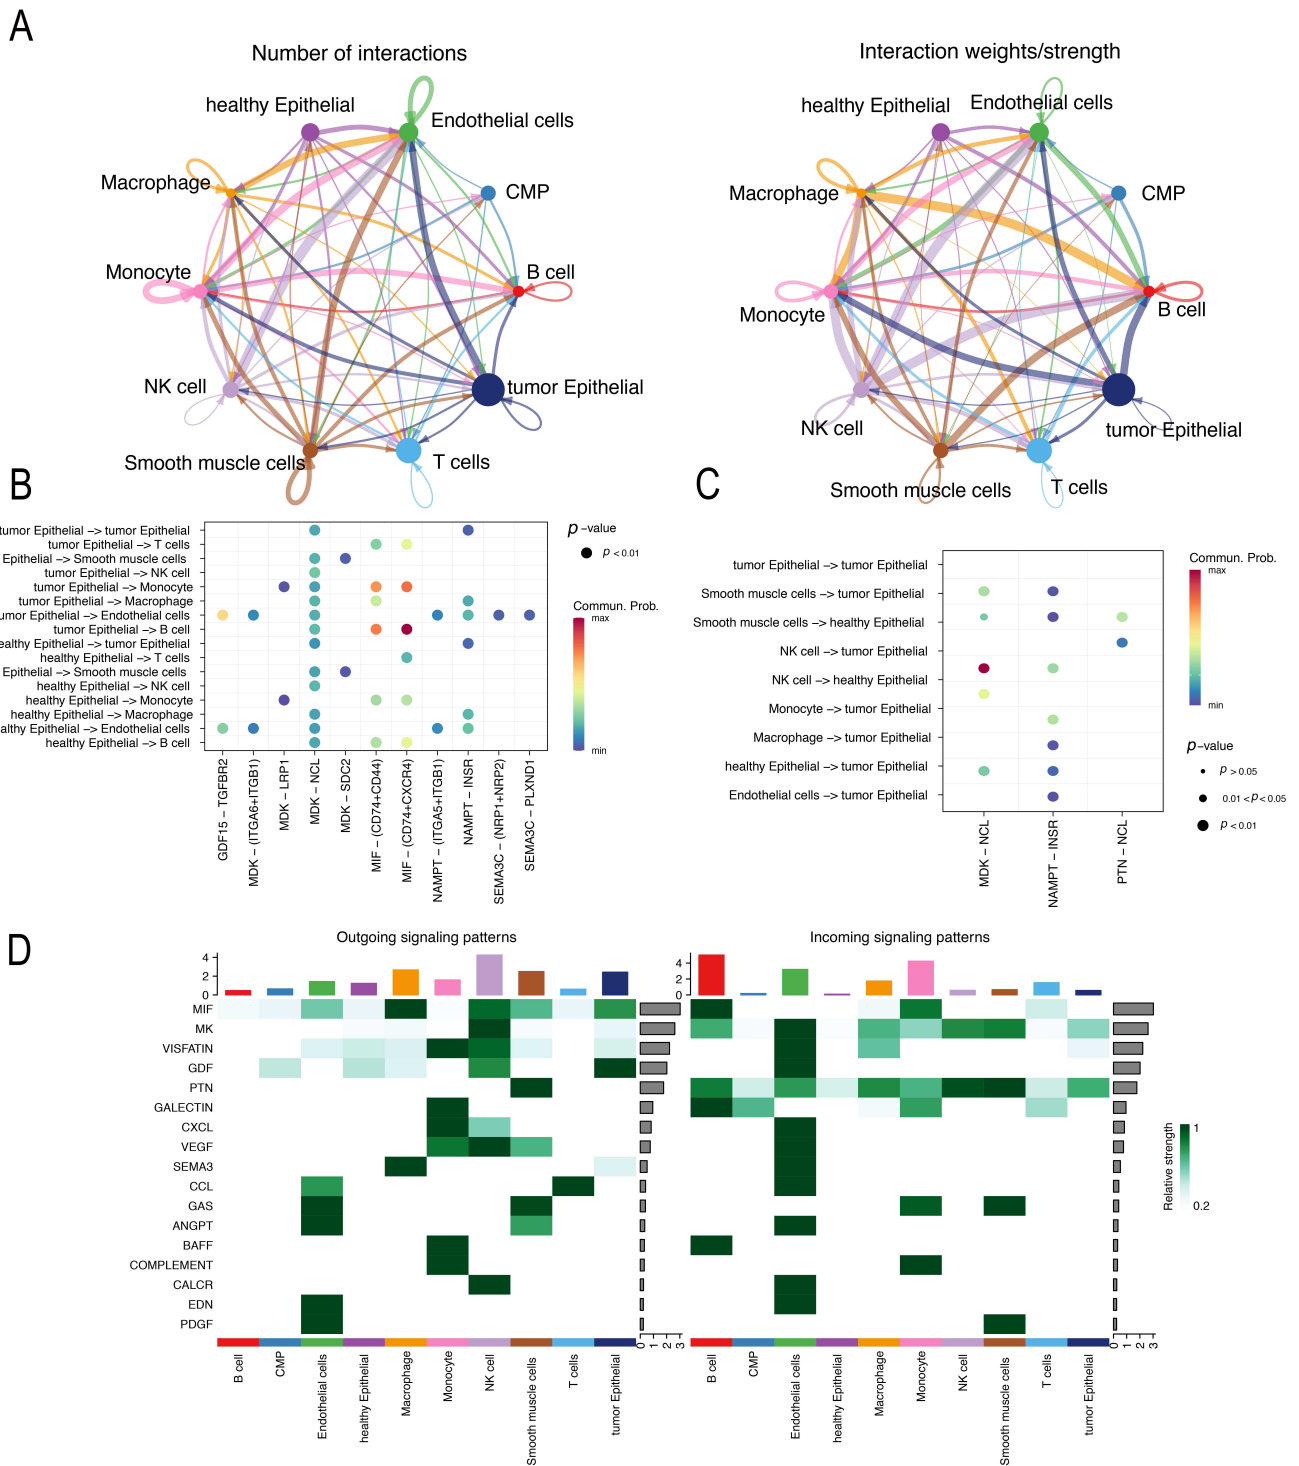 A
Number of interactions
Interaction weights/strength
healthy Epithelial
Endothelial cells
Macrophage
CMP
Monocyte
B cell
NK cell
tumor Epithelial
Smooth muscle cells
T cells
healthy Epithelial
Endothelial cells
Macrophage
CMP
Monocyte
B cell
NK cell
tumor Epithelial
Smooth muscle cells
T cells
B
tumor Epithelial −> tumor Epithelial
tumor Epithelial −> T cells
Epithelial −> Smooth muscle cells
tumor Epithelial −> NK cell
tumor Epithelial −> Monocyte
tumor Epithelial −> Macrophage
umor Epithelial −> Endothelial cells
tumor Epithelial −> B cell
ealthy Epithelial −> tumor Epithelial
healthy Epithelial −> T cells
Epithelial −> Smooth muscle cells
healthy Epithelial −> NK cell
healthy Epithelial −> Monocyte
healthy Epithelial −> Macrophage
althy Epithelial −> Endothelial cells
healthy Epithelial −> B cell
GDF15 − TGFBR2
MDK − (ITGA6+ITGB1)
MDK − LRP1
MDK − NCL
MDK − SDC2
MIF − (CD74+CD44)
MIF − (CD74+CXCR4)
NAMPT − (ITGA5+ITGB1)
NAMPT − INSR
SEMA3C − (NRP1+NRP2)
SEMA3C − PLXND1
p −value
p < 0.01
Commun. Prob.
max
min
C
tumor Epithelial −> tumor Epithelial
Smooth muscle cells −> tumor Epithelial
Smooth muscle cells −> healthy Epithelial
NK cell −> tumor Epithelial
NK cell −> healthy Epithelial
Monocyte −> tumor Epithelial
Macrophage −> tumor Epithelial
healthy Epithelial −> tumor Epithelial
Endothelial cells −> tumor Epithelial
MDK − NCL
NAMPT − INSR
PTN − NCL
Commun. Prob.
max
min
p −value
p > 0.05
0.01 < p < 0.05
p < 0.01
D
Outgoing signaling patterns
4
2
0
MIF
MK
VISFATIN
GDF
PTN
GALECTIN
CXCL
VEGF
SEMA3
CCL
GAS
ANGPT
BAFF
COMPLEMENT
CALCR
EDN
PDGF
0 1 2 3
B cell
CMP
Endothelial cells
healthy Epithelial
Macrophage
Monocyte
NK cell
Smooth muscle cells
T cells
tumor Epithelial
Incoming signaling patterns
4
2
0
0 1 2 3
B cell
CMP
Endothelial cells
healthy Epithelial
Macrophage
Monocyte
NK cell
Smooth muscle cells
T cells
tumor Epithelial
Relative strength
1
0.2